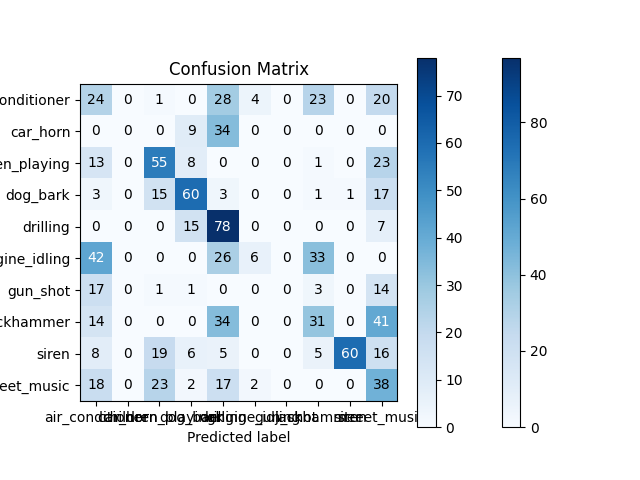 Confusion Matrix
onditioner 24 0 1 0 28 4 0 23 0 20
car_horn 0 0 0 9 34 0 0 0 0 0
en_playing 13 0 55 8 0 0 0 1 0 23
dog_bark 3 0 15 60 3 0 0 1 1 17
drilling 0 0 0 15 78 0 0 0 0 7
gine_idling 42 0 0 0 26 6 0 33 0 0
gun_shot 17 0 1 1 0 0 0 3 0 14
ckhammer 14 0 0 0 34 0 0 31 0 41
siren 8 0 19 6 5 0 0 5 60 16
eet_music 18 0 23 2 17 2 0 0 0 38
street_musi
Predicted label
70
60
50
40
30
20
10
0
80
60
40
20
0